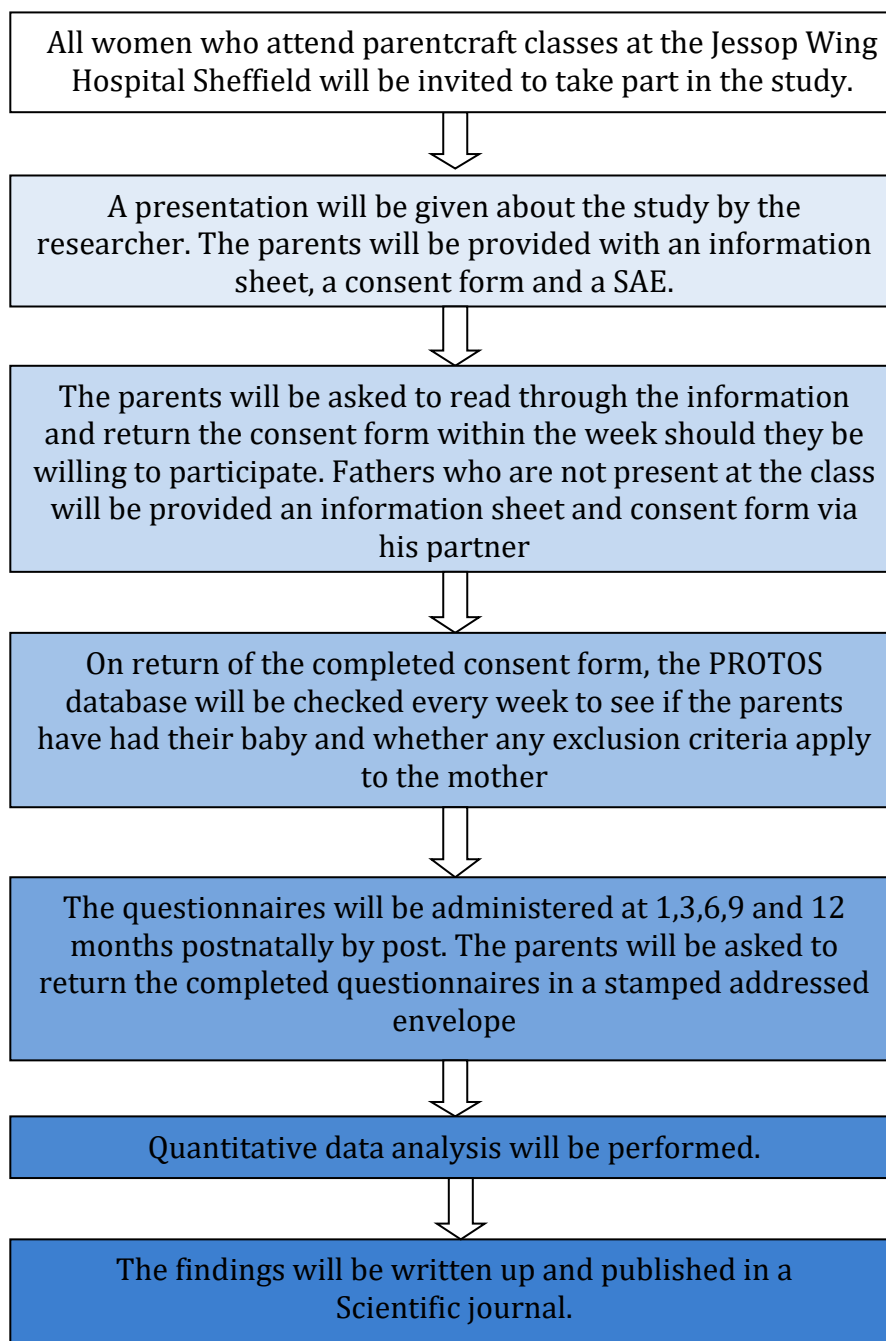 All women who attend parentcraft classes at the Jessop Wing
Hospital Sheffield will be invited to take part in the study.
A presentation will be given about the study by the
researcher. The parents will be provided with an information
sheet, a consent form and a SAE.
The parents will be asked to read through the information
and return the consent form within the week should they be
willing to participate. Fathers who are not present at the class
will be provided an information sheet and consent form via
his partner
On return of the completed consent form, the PROTOS
database will be checked every week to see if the parents
have had their baby and whether any exclusion criteria apply
to the mother
The questionnaires will be administered at 1,3,6,9 and 12
months postnatally by post. The parents will be asked to
return the completed questionnaires in a stamped addressed
envelope
Quantitative data analysis will be performed.
The findings will be written up and published in a
Scientific journal.